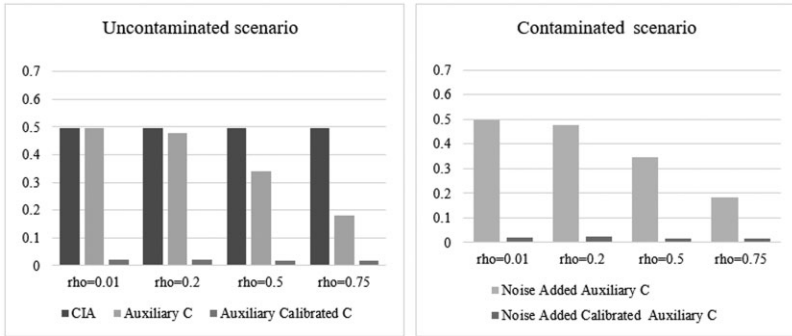 Uncontaminated scenario
0.7
0.6
0.5
0.4
0.3
0.2
0.1
0
rho=0.01 rho=0.2 rho=0.5 rho=0.75
CIA Auxiliary C Auxiliary Calibrated C
Contaminated scenario
0.7
0.6
0.5
0.4
0.3
0.2
0.1
0
rho=0.01 rho=0.2 rho=0.5 rho=0.75
Noise Added Auxiliary C
Noise Added Calibrated Auxiliary C